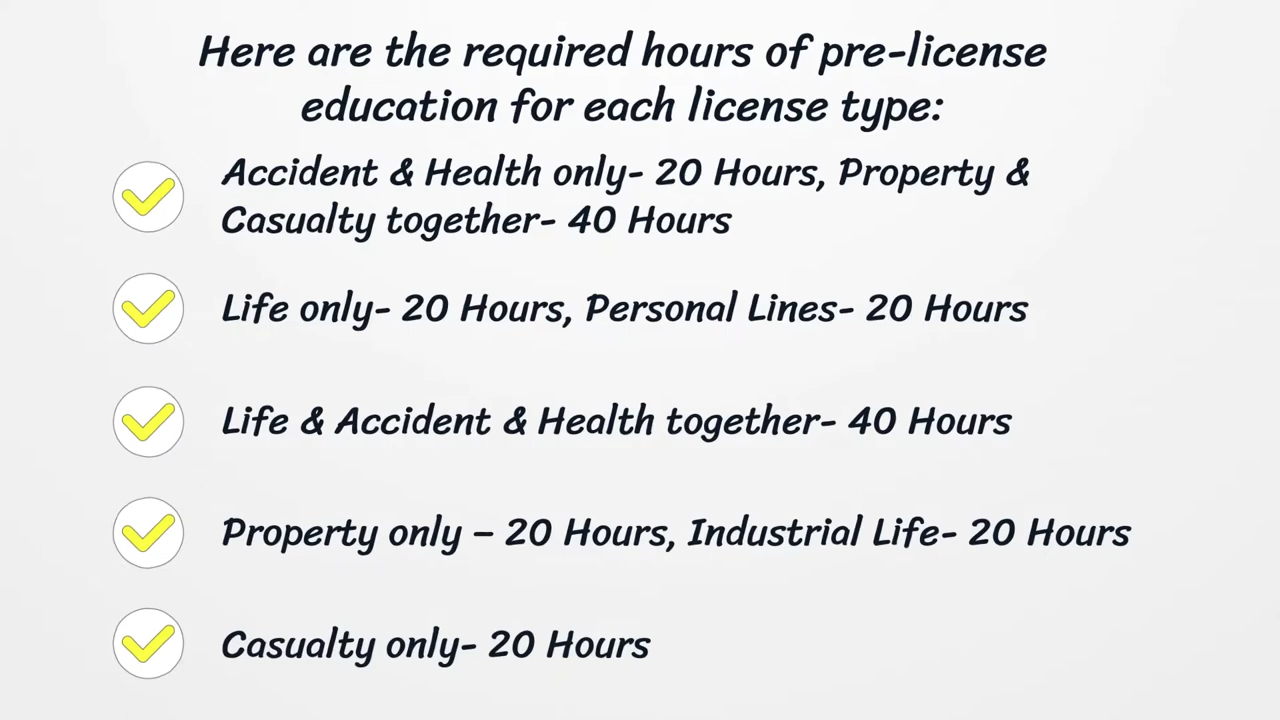 Here are the required hours of pre-license
education for each license type:
Accident & Health only- 20 Hours, Property &
Casualty together- 40 Hours
Life only- 20 Hours, Personal Lines- 20 Hours
Life & Accident & Health together- 40 Hours
Property only – 20 Hours, Industrial Life- 20 Hours
Casualty only- 20 Hours